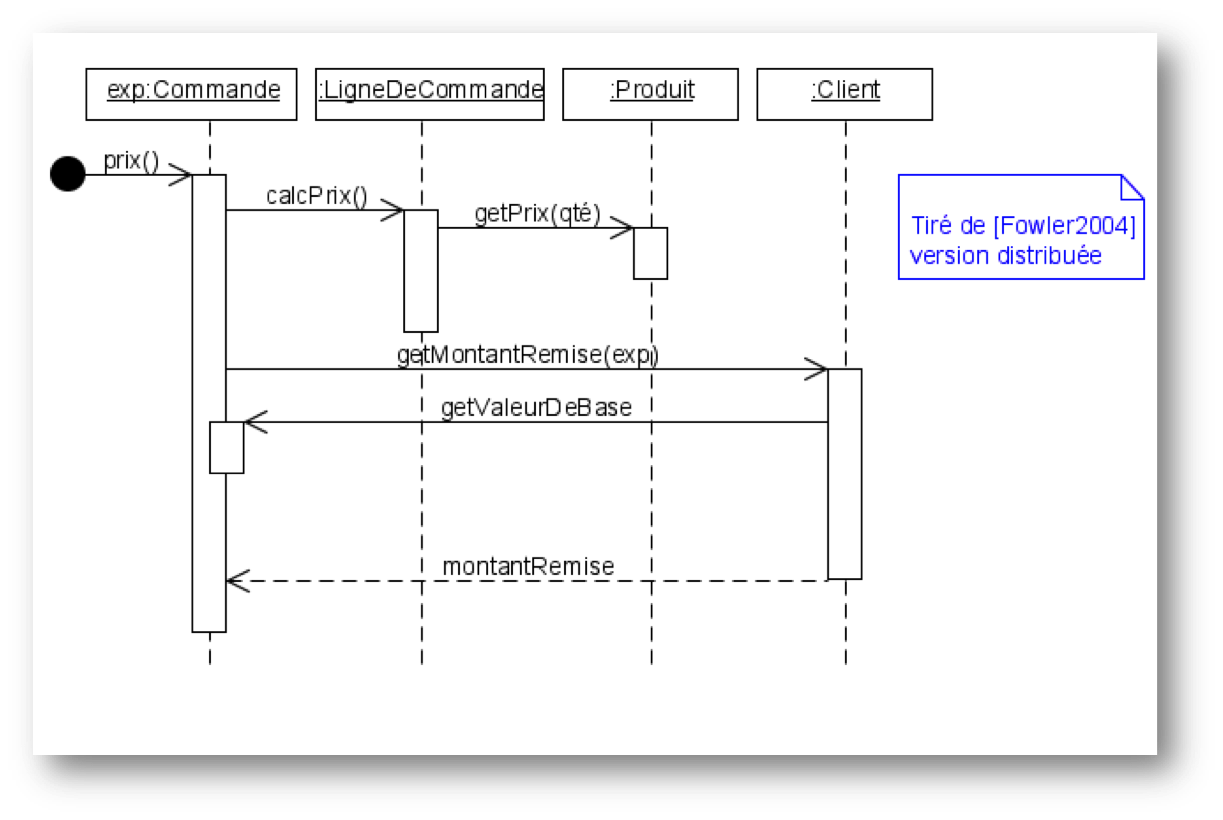 exp:Commande
:LigneDeCommande
:Produit
:Client
prix()
calcPrix()
getPrix(qté)
Tiré de [Fowler2004]
version distribuée
getMontantRemise(exp)
getValeurDeBase
montantRemise